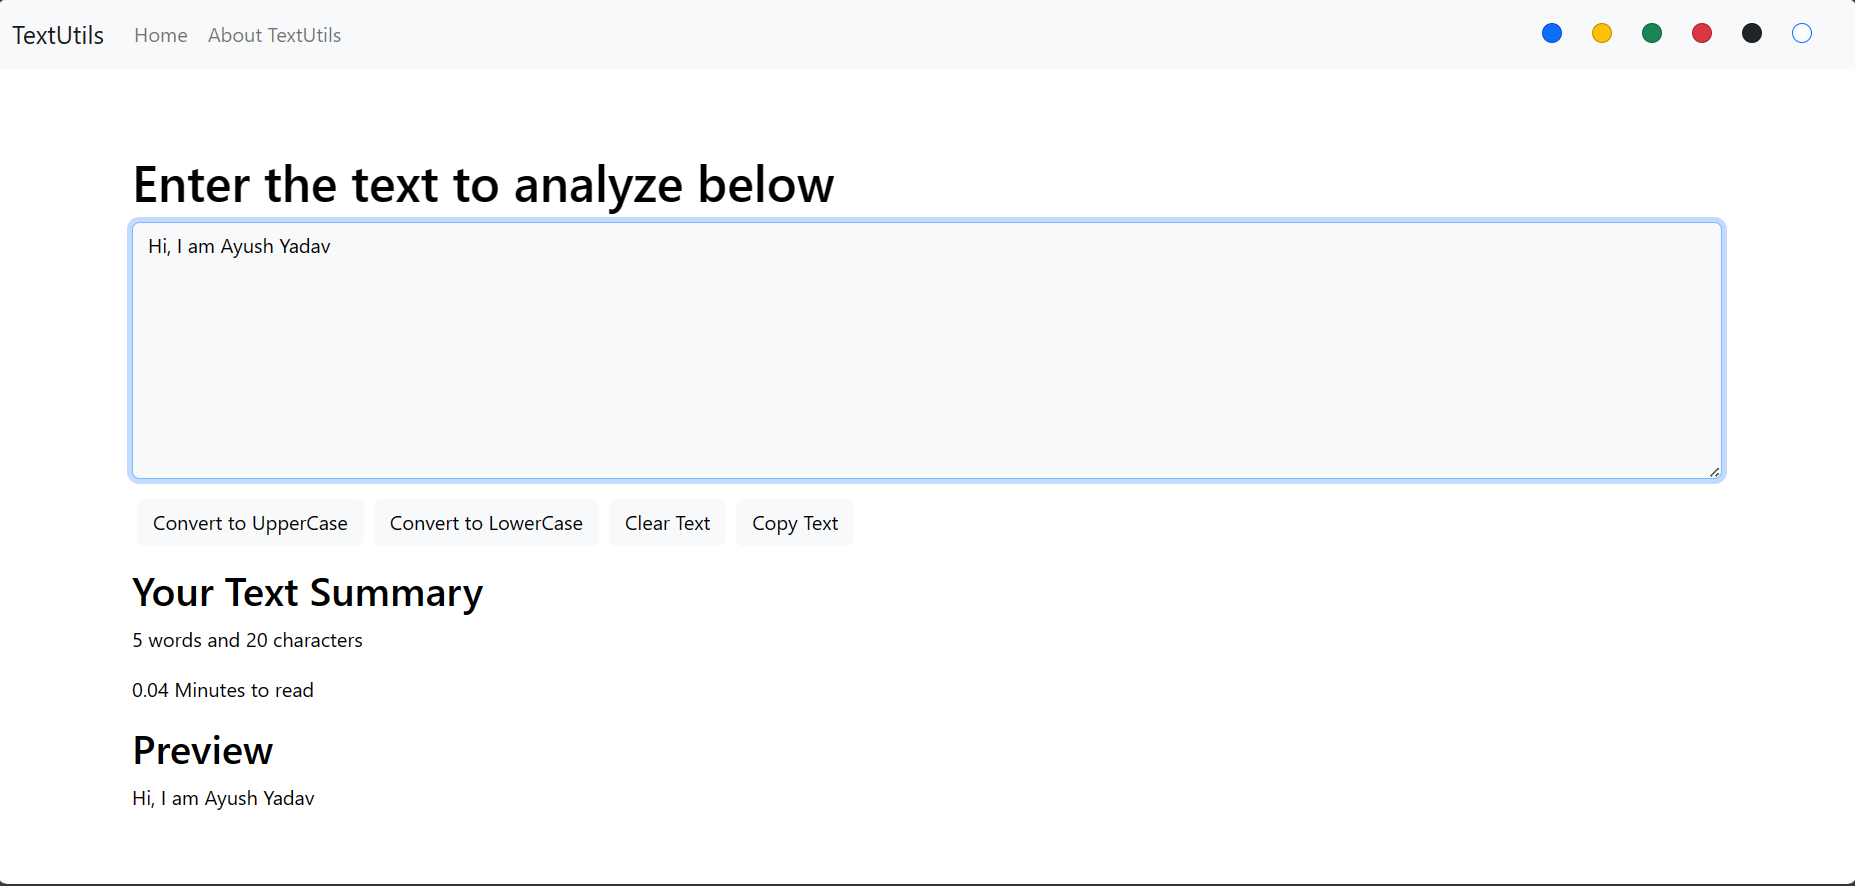 TextUtils Home About TextUtils
Enter the text to analyze below
Hi, I am Ayush Yadav
Convert to UpperCase Convert to LowerCase Clear Text Copy Text
Your Text Summary
5 words and 20 characters
0.04 Minutes to read
Preview
Hi, I am Ayush Yadav